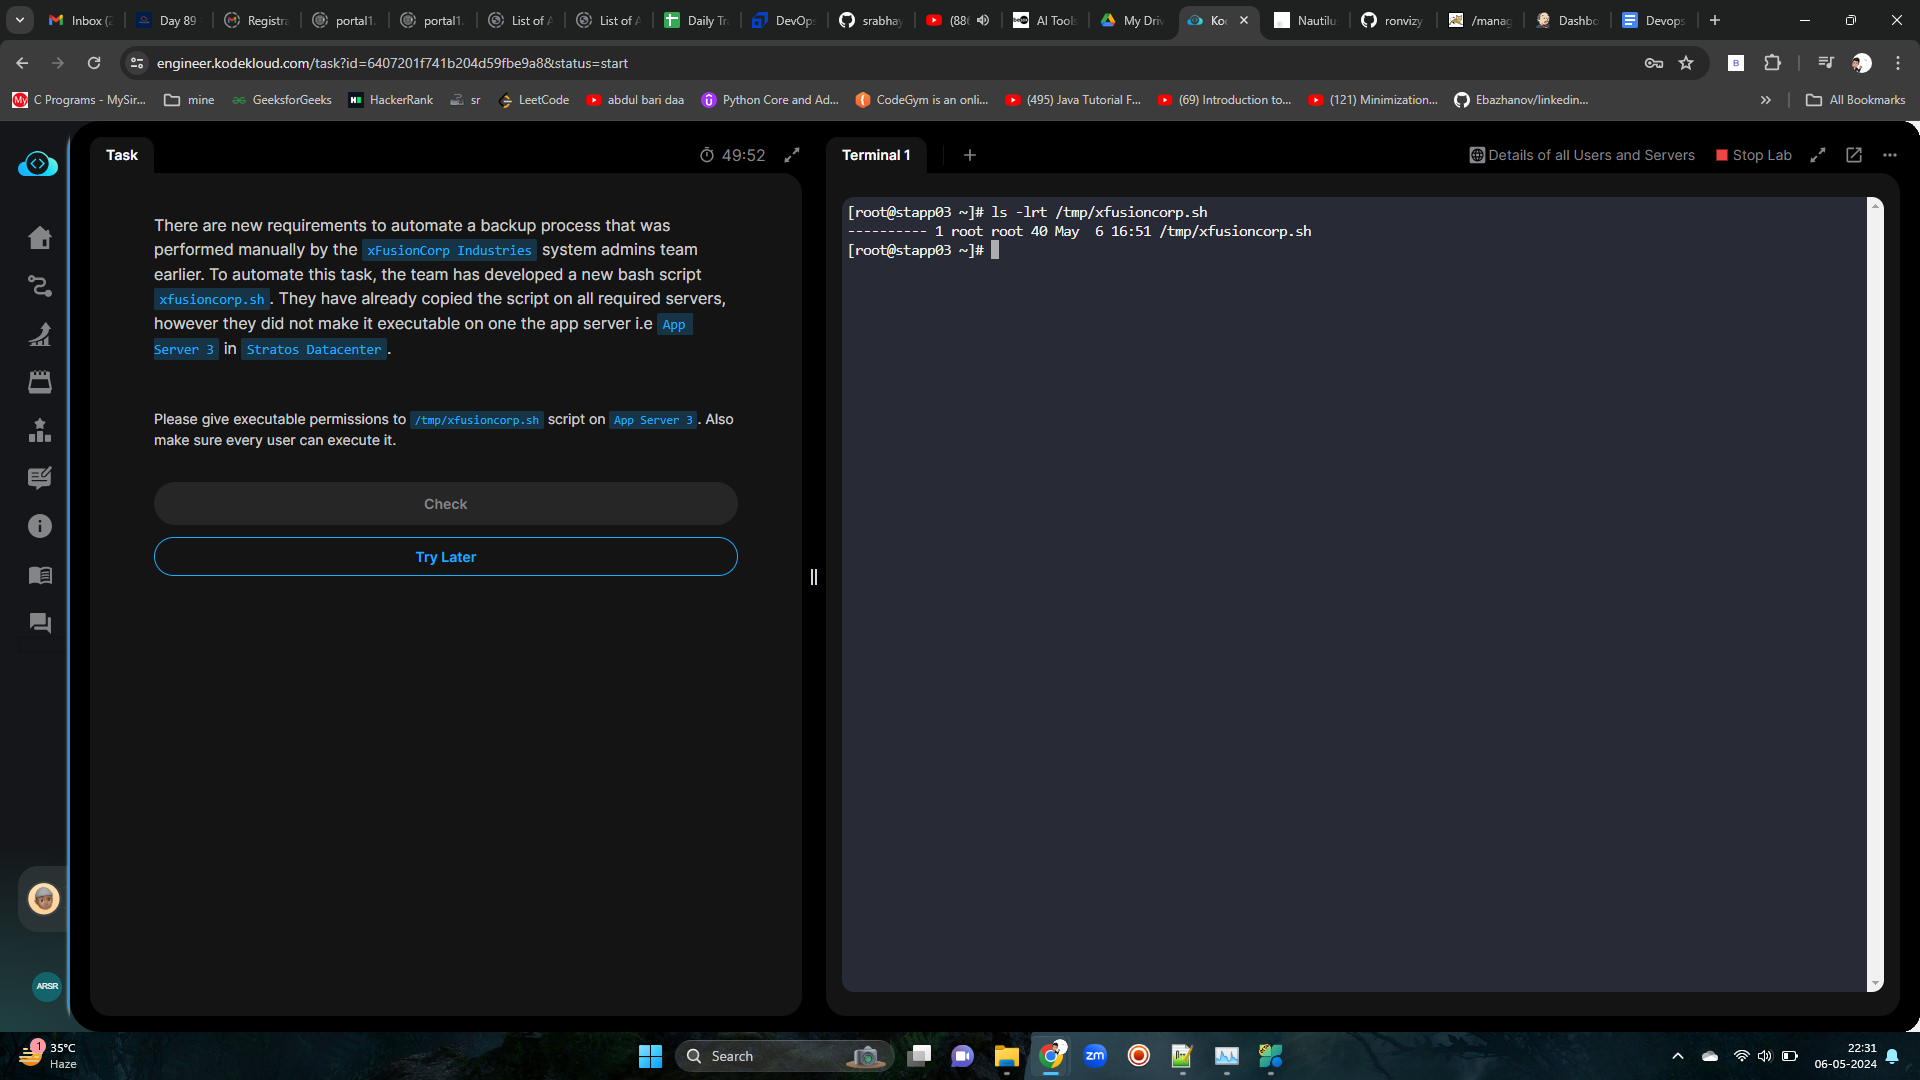 Inbox (2
Day 89
Registra
portal1.
portal1.
List of A
List of A
Daily Tr
DevOps
srabhay
(886
AI Tools
My Driv
Ko
Nautilu
ronvizy
/manag
Dashbo
Devops
engineer.kodekloud.com/task?id=6407201f741b204d59fbe9a8&status=start
C Programs - MySir...
mine
GeeksforGeeks
HackerRank
sr
LeetCode
abdul bari daa
Python Core and Ad...
CodeGym is an onli...
(495) Java Tutorial F...
(69) Introduction to...
(121) Minimization...
Ebazhanov/linkedin...
All Bookmarks
Task
49:52
Terminal 1
Details of all Users and Servers
Stop Lab
There are new requirements to automate a backup process that was
performed manually by the xFusionCorp Industries system admins team
earlier. To automate this task, the team has developed a new bash script
xfusioncorp.sh. They have already copied the script on all required servers,
however they did not make it executable on one the app server i.e App
Server 3 in Stratos Datacenter.
Please give executable permissions to /tmp/xfusioncorp.sh script on App Server 3. Also
make sure every user can execute it.
Check
Try Later
[root@stapp03 ~]# ls -lrt /tmp/xfusioncorp.sh
---------- 1 root root 40 May  6 16:51 /tmp/xfusioncorp.sh
[root@stapp03 ~]#
ARSR
1
35°C
Haze
Search
zm
22:31
06-05-2024